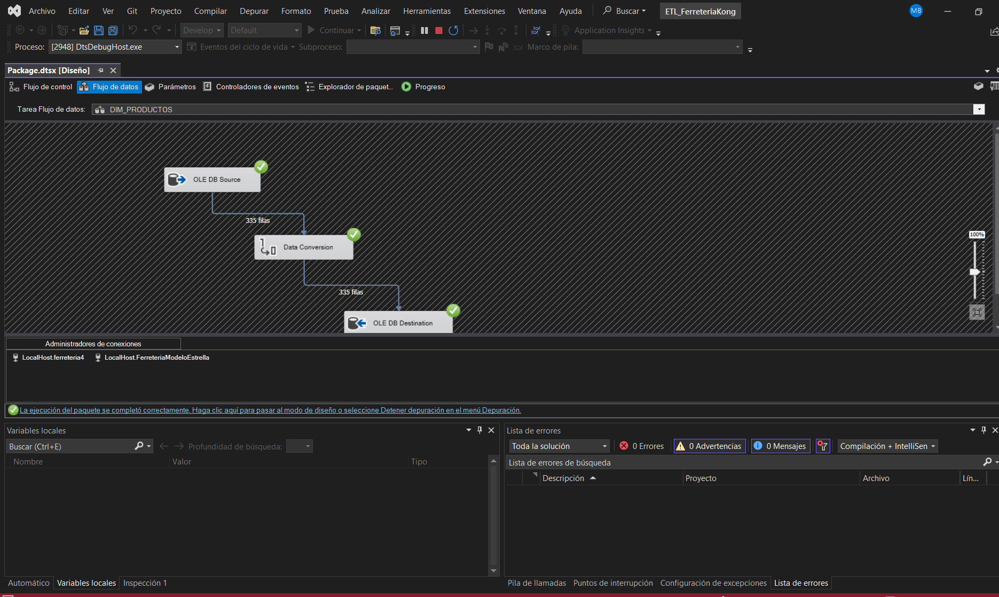 Archivo Editar Ver Git Proyecto Compilar Depurar Formato Prueba Analizar Herramientas Extensiones Ventana Ayuda Buscar ETL_FerreteriaKong MB
Develop Default Continuar Application Insights
Proceso: [2948] DtsDebugHost.exe Eventos del ciclo de vida Subproceso: Marco de pila:
Package.dtsx [Diseño]
Flujo de control Flujo de datos Parámetros Controladores de eventos Explorador de paquet... Progreso
Tarea Flujo de datos: DIM_PRODUCTOS
OLE DB Source
335 filas
100%
Data Conversion
335 filas
OLE DB Destination
Administradores de conexiones
LocalHost.ferreteria4 LocalHost.FerreteriaModeloEstrella
La ejecución del paquete se completó correctamente. Haga clic aquí para pasar al modo de diseño o seleccione Detener depuración en el menú Depuración.
Variables locales
Buscar (Ctrl+E) Profundidad de búsqueda:
Nombre Valor Tipo
Automático Variables locales Inspección 1
Lista de errores
Toda la solución 0 Errores 0 Advertencias 0 Mensajes Compilación + IntelliSen
Lista de errores de búsqueda
Descripción Proyecto Archivo Lín...
Pila de llamadas Puntos de interrupción Configuración de excepciones Lista de errores